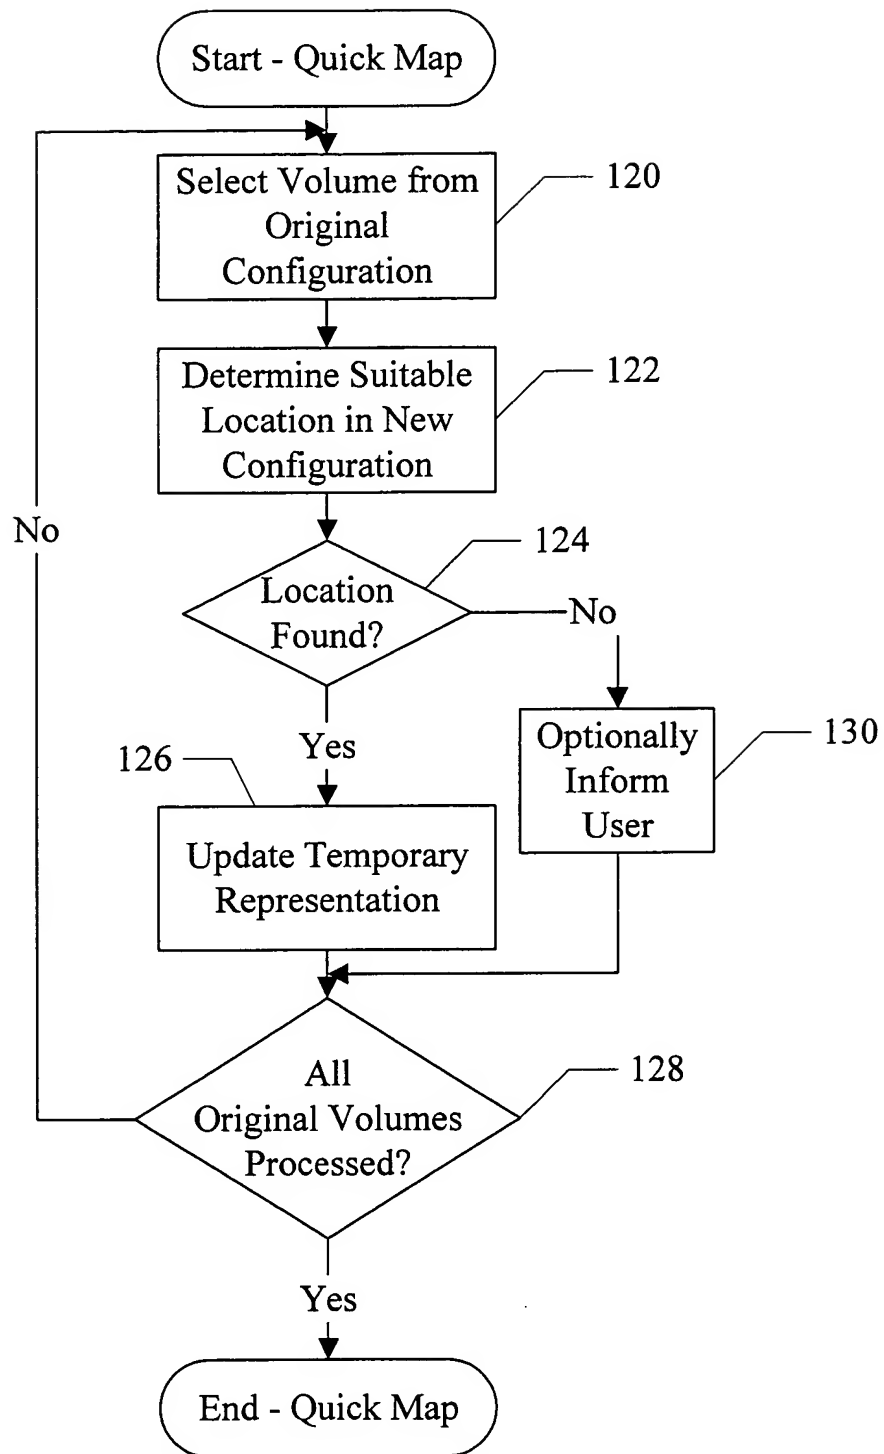 Start - Quick Map
Select Volume from
Original
Configuration
120
Determine Suitable
Location in New
Configuration
122
No
Location
Found?
124
No
Yes
Optionally
Inform
User
130
126
Update Temporary
Representation
All
Original Volumes
Processed?
128
Yes
End - Quick Map